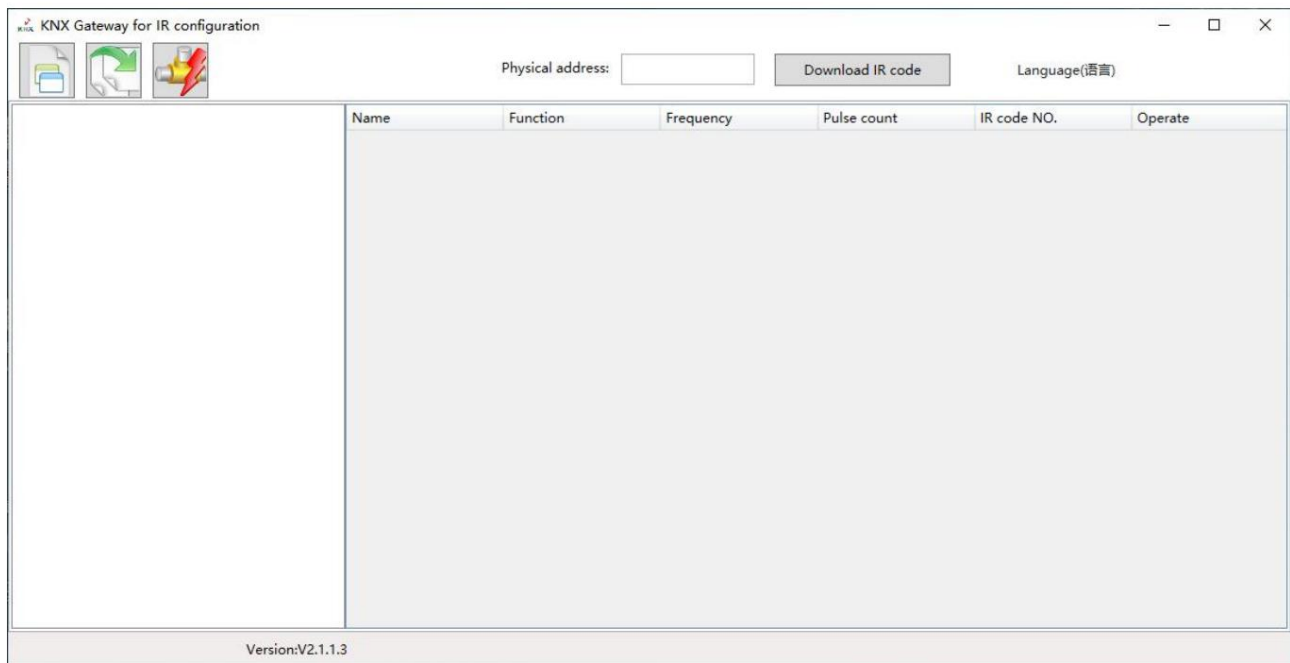 KNX KNX Gateway for IR configuration
Physical address: Download IR code Language(语言)
Name Function Frequency Pulse count IR code NO. Operate
Version:V2.1.1.3